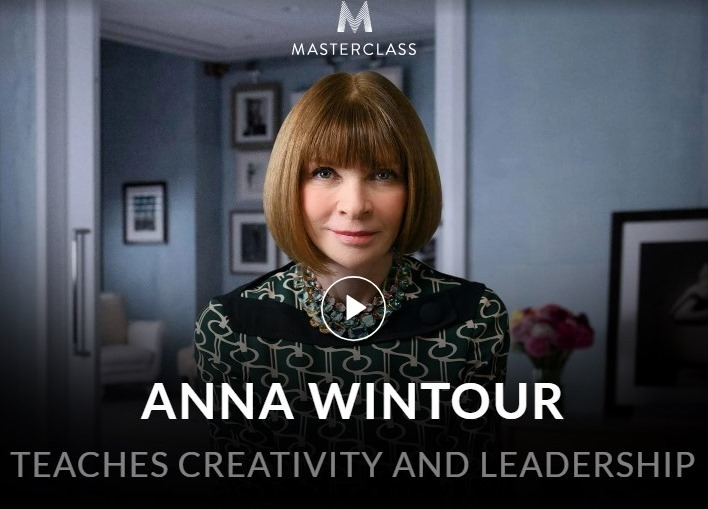 MASTERCLASS
ANNA WINTOUR
TEACHES CREATIVITY AND LEADERSHIP